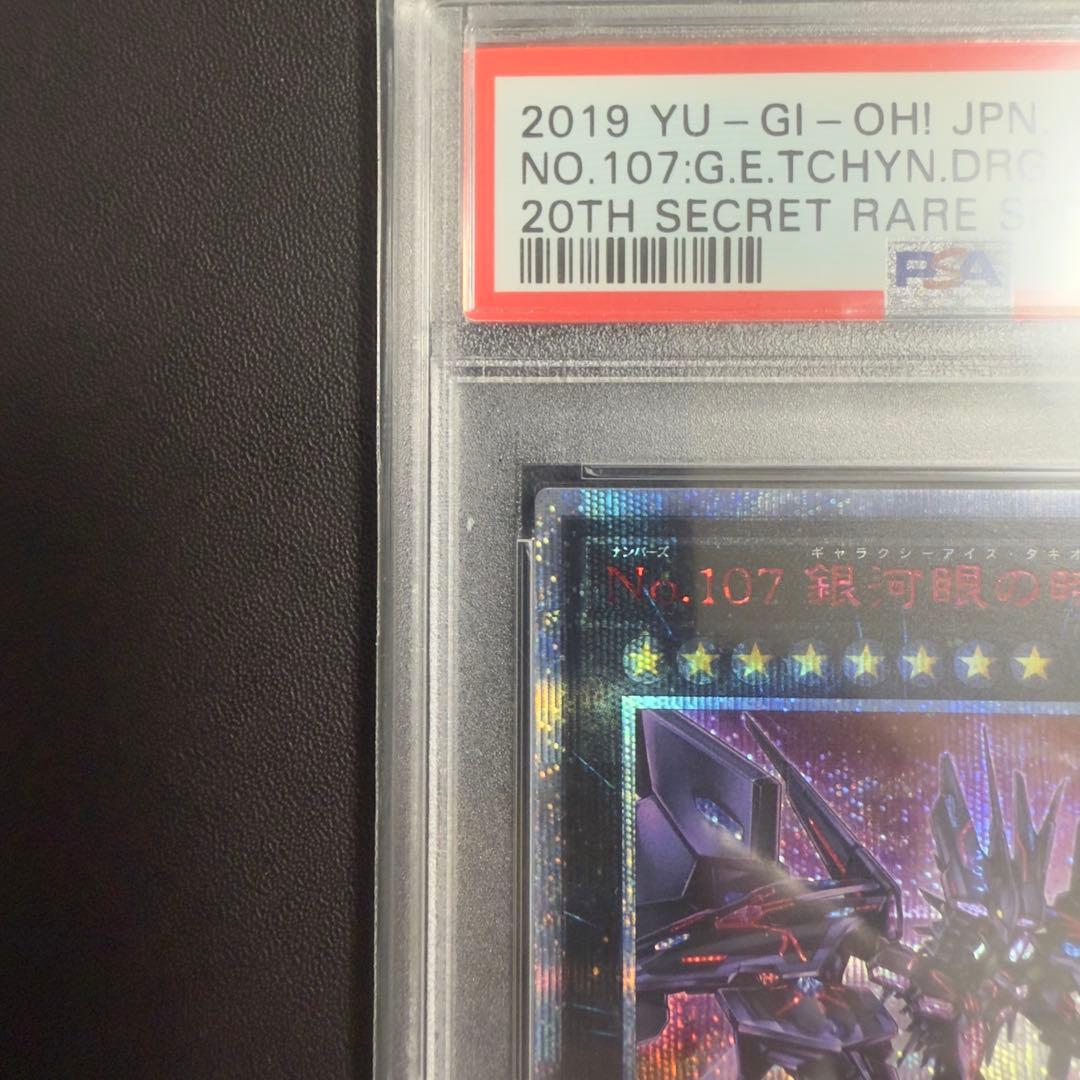 2019 YU-GI-OH! JPN.
NO.107:G.E.TCHYN.DRG
20TH SECRET RARE
PSA
ナンバーズ
ギャラクシーアイズ・タキオ
No.107 銀河眼の時